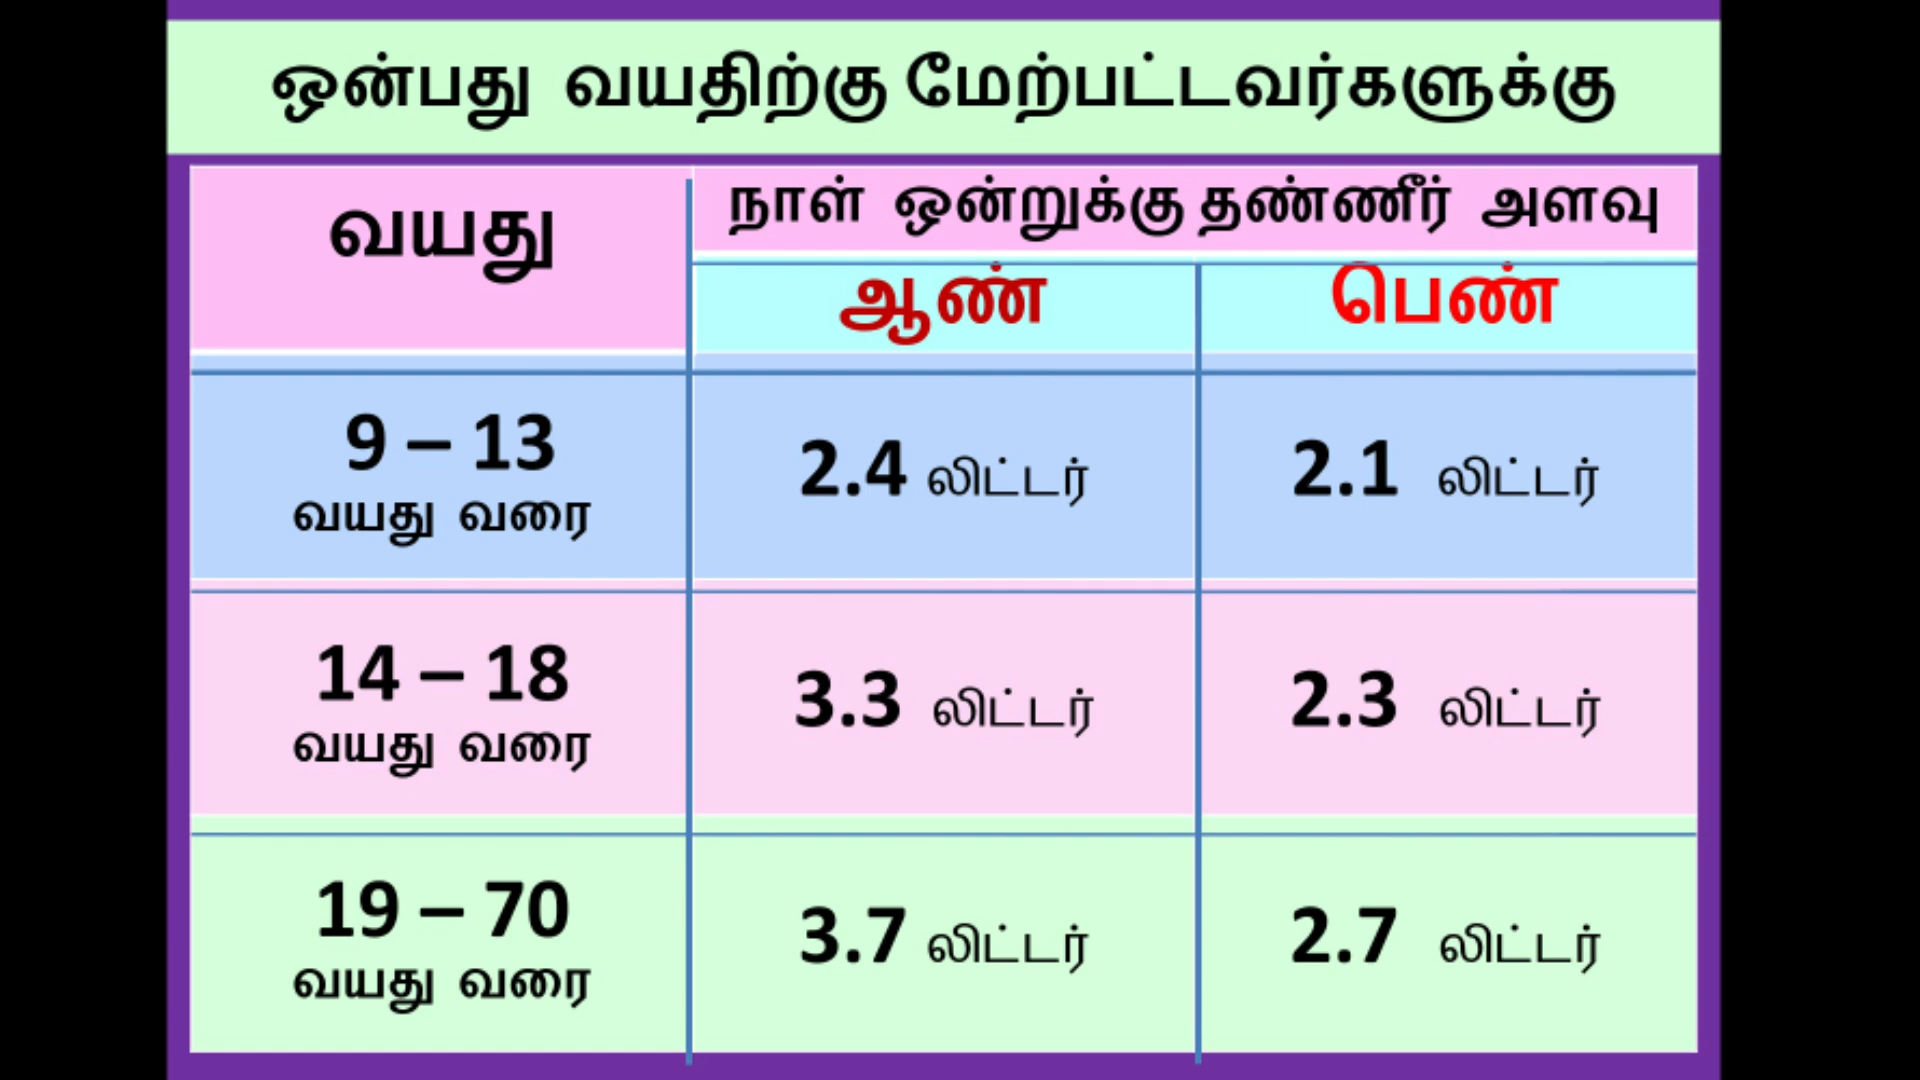 ஒன்பது வயதிற்கு மேற்பட்டவர்களுக்கு
வயது
நாள் ஒன்றுக்கு தண்ணீர் அளவு
ஆண் பெண்
9 – 13
வயது வரை
2.4 லிட்டர் 2.1 லிட்டர்
14 – 18
வயது வரை
3.3 லிட்டர் 2.3 லிட்டர்
19 – 70
வயது வரை
3.7 லிட்டர் 2.7 லிட்டர்